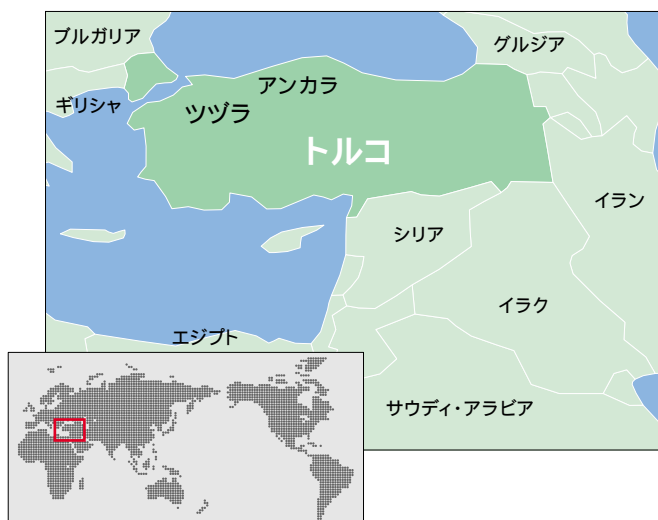 ブルガリア
グルジア
アンカラ
ギリシャ
ツヅラ
トルコ
イラン
シリア
イラク
エジプト
サウディ・アラビア